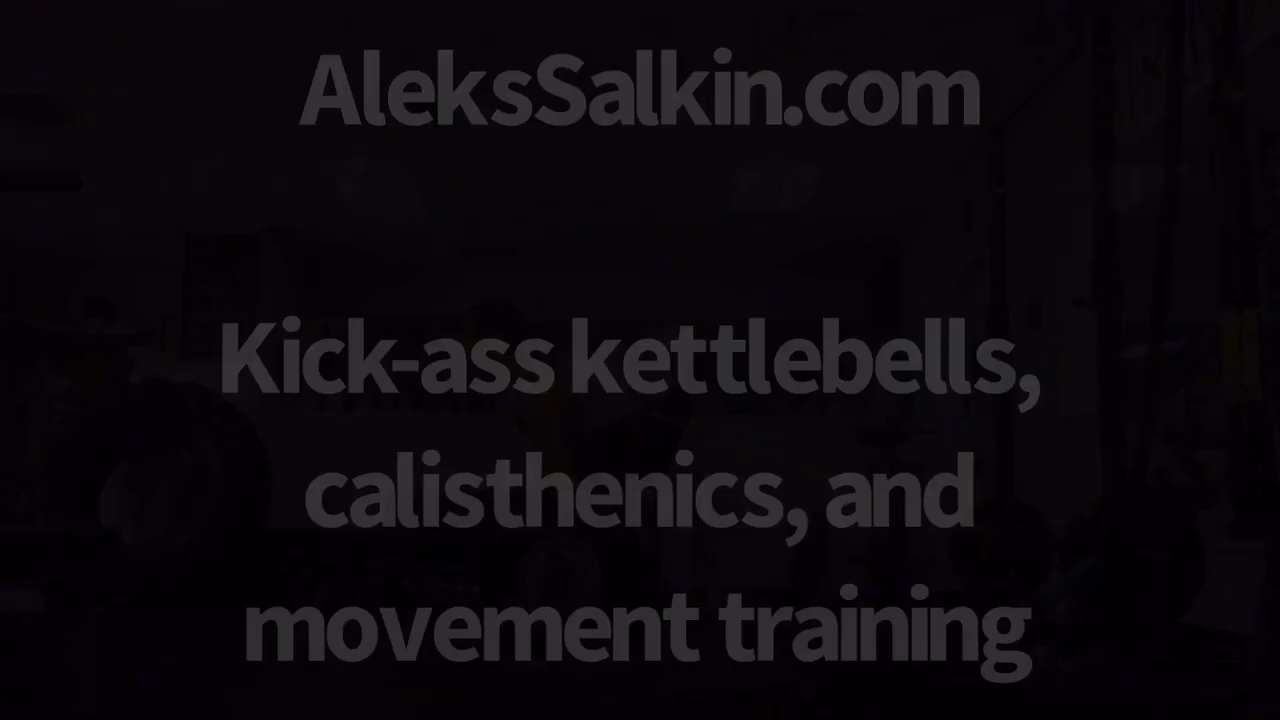 AleksSalkin.com
Kick-ass kettlebells,
calisthenics, and
movement training